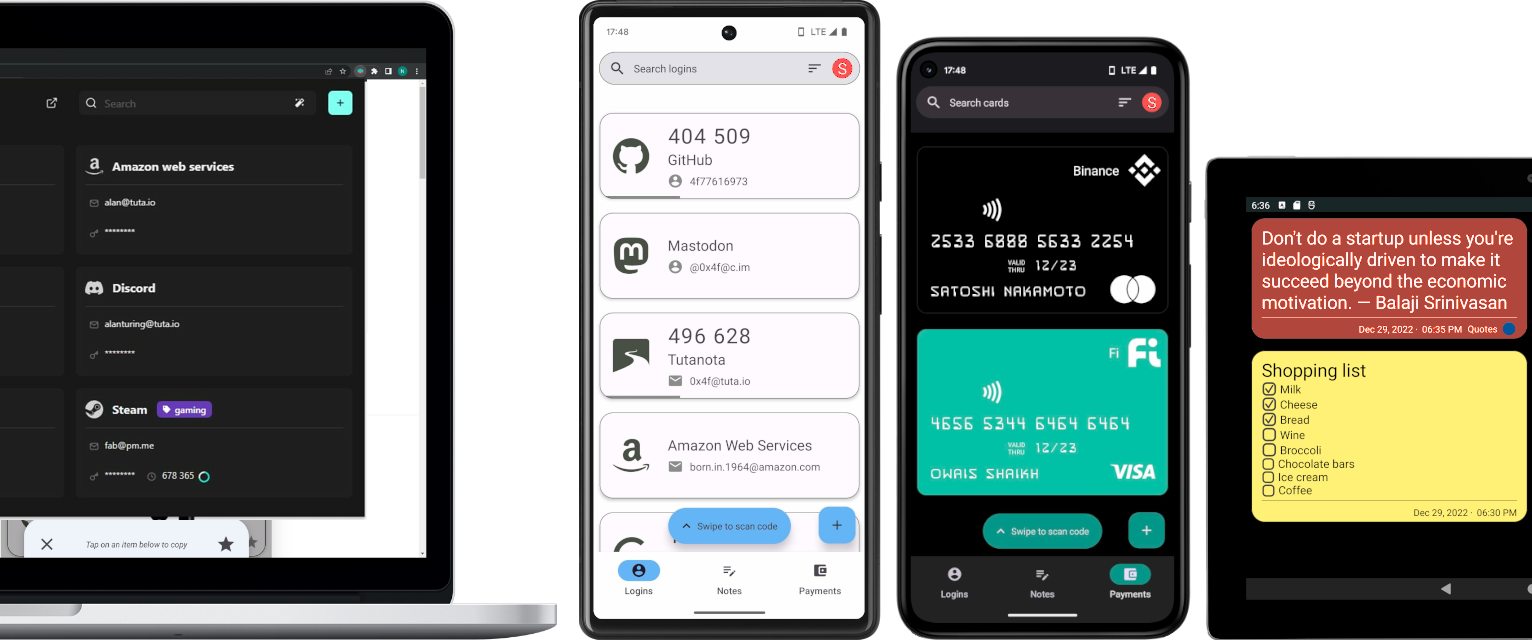 Search
+
Amazon web services
alan@tuta.io
********
Discord
alanturing@tuta.io
********
Steam
gaming
fab@pm.me
********
678 365
Tap on an item below to copy
17:48
LTE
Search logins
S
404 509
GitHub
4f77616973
Mastodon
@0x4f@c.im
496 628
Tutanota
0x4f@tuta.io
Amazon Web Services
born.in.1964@amazon.com
Swipe to scan code
+
Logins
Notes
Payments
17:48
LTE
Search cards
S
Binance
2533 6888 5633 2254
VALID THRU 12/23
SATOSHI NAKAMOTO
Fi
Fi
4656 5344 6464 6464
VALID THRU 12/23
OWAIS SHAIKH
VISA
Swipe to scan code
+
Logins
Notes
Payments
6:36
Don't do a startup unless you're
ideologically driven to make it
succeed beyond the economic
motivation. — Balaji Srinivasan
Dec 29, 2022 · 06:35 PM Quotes
Shopping list
Milk
Cheese
Bread
Wine
Broccoli
Chocolate bars
Ice cream
Coffee
Dec 29, 2022 · 06:30 PM